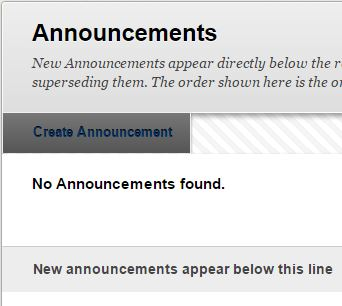 Announcements
New Announcements appear directly below the
superseding them. The order shown here is the
Create Announcement
No Announcements found.
New announcements appear below this line